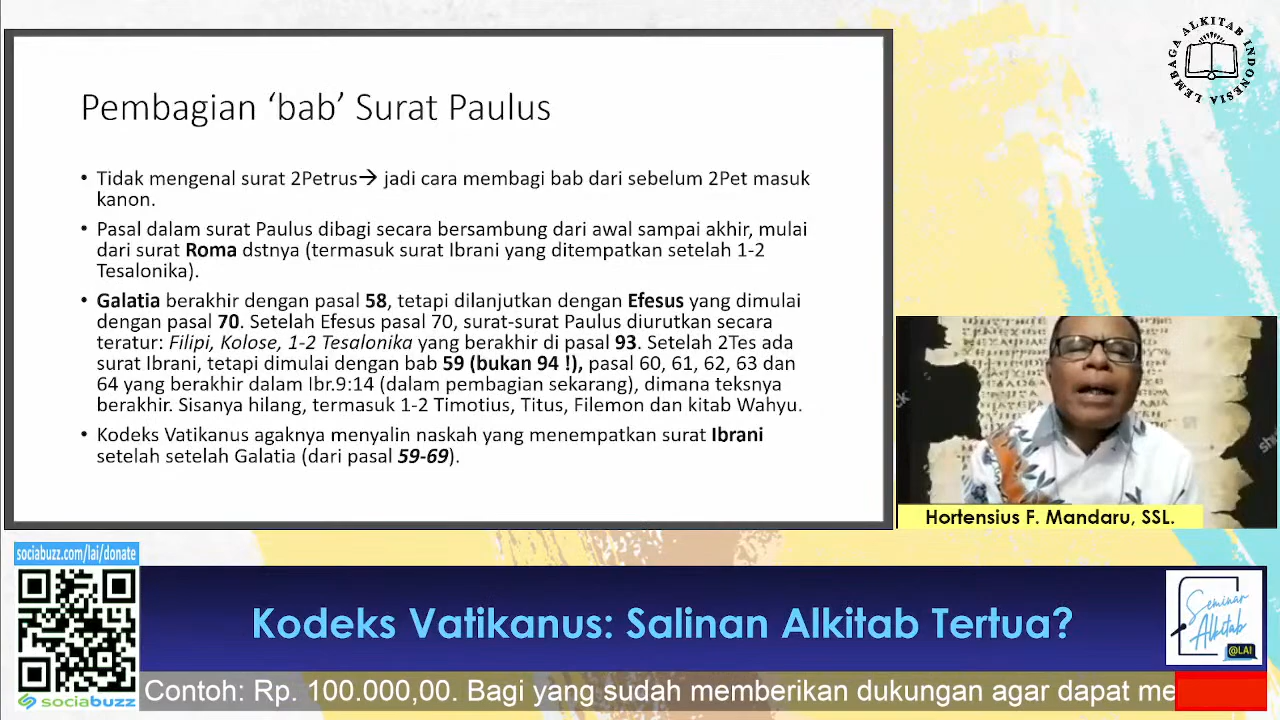 Pembagian ‘bab’ Surat Paulus
• Tidak mengenal surat 2Petrus→ jadi cara membagi bab dari sebelum 2Pet masuk
kanon.
• Pasal dalam surat Paulus dibagi secara bersambung dari awal sampai akhir, mulai
dari surat Roma dstnya (termasuk surat Ibrani yang ditempatkan setelah 1-2
Tesalonika).
• Galatia berakhir dengan pasal 58, tetapi dilanjutkan dengan Efesus yang dimulai
dengan pasal 70. Setelah Efesus pasal 70, surat-surat Paulus diurutkan secara
teratur: Filipi, Kolose, 1-2 Tesalonika yang berakhir di pasal 93. Setelah 2Tes ada
surat Ibrani, tetapi dimulai dengan bab 59 (bukan 94 !), pasal 60, 61, 62, 63 dan
64 yang berakhir dalam Ibr.9:14 (dalam pembagian sekarang), dimana teksnya
berakhir. Sisanya hilang, termasuk 1-2 Timotius, Titus, Filemon dan kitab Wahyu.
• Kodeks Vatikanus agaknya menyalin naskah yang menempatkan surat Ibrani
setelah setelah Galatia (dari pasal 59-69).
LEMBAGA ALKITAB INDONESIA
Hortensius F. Mandaru, SSL.
sociabuzz.com/lai/donate
sociabuzz
Kodeks Vatikanus: Salinan Alkitab Tertua?
Seminar
Alkitab
@LAI
Contoh: Rp. 100.000,00. Bagi yang sudah memberikan dukungan agar dapat me